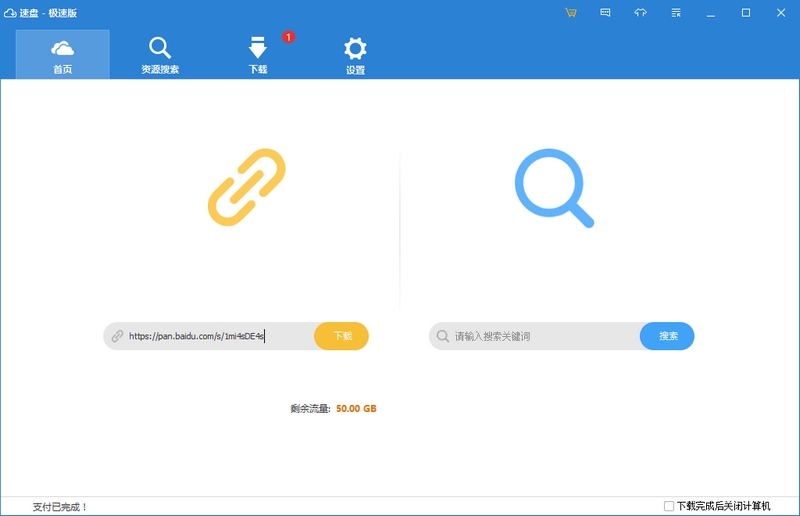 速盘 - 极速版
首页
资源搜索
下载
1
设置
https://pan.baidu.com/s/1mi4sDE4s
下载
请输入搜索关键词
搜索
剩余流量: 50.00 GB
支付已完成！
下载完成后关闭计算机